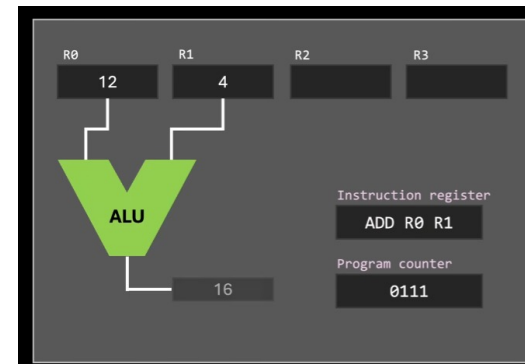 R0 R1 R2 R3
12 4
ALU
Instruction register
ADD R0 R1
Program counter
0111
16